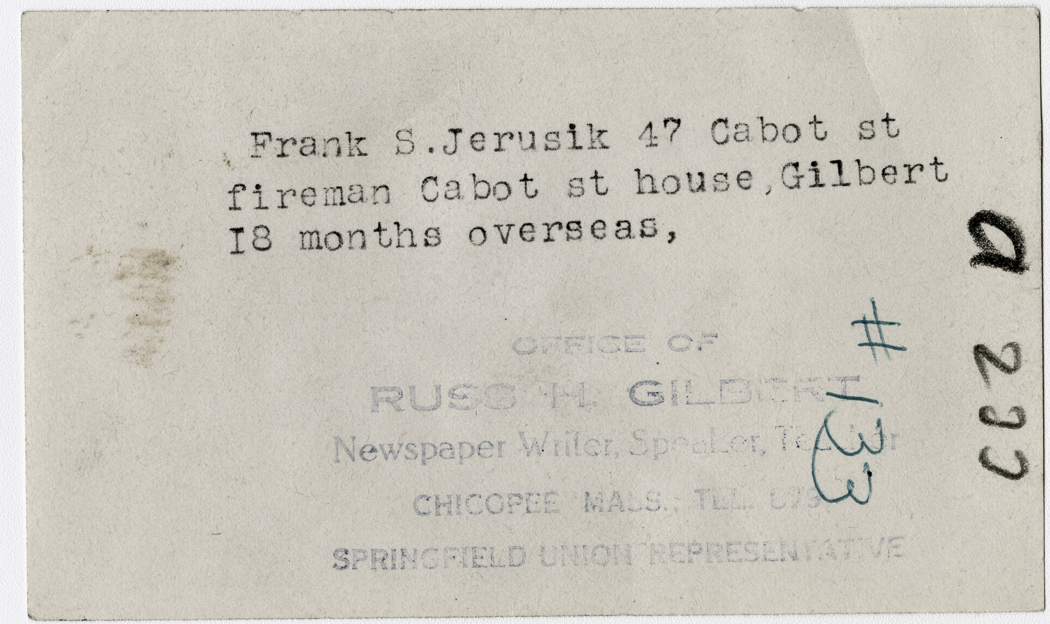 Frank S.Jerusik 47 Cabot st
fireman Cabot st house,Gilbert
I8 months overseas,
OFFICE OF
RUSS H. GILBERT
Newspaper Writer, Speaker,
CHICOPEE MASS.; TEL.
SPRINGFIELD UNION REPRESENTATIVE
#133
a